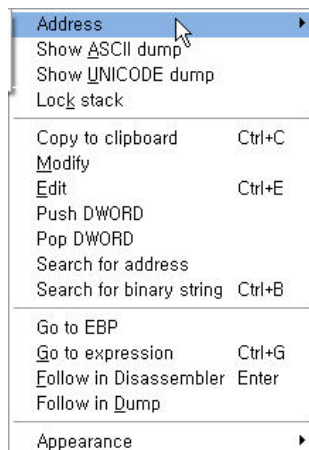 Address
Show ASCII dump
Show UNICODE dump
Lock stack
Copy to clipboard Ctrl+C
Modify
Edit Ctrl+E
Push DWORD
Pop DWORD
Search for address
Search for binary string Ctrl+B
Go to EBP
Go to expression Ctrl+G
Follow in Disassembler Enter
Follow in Dump
Appearance